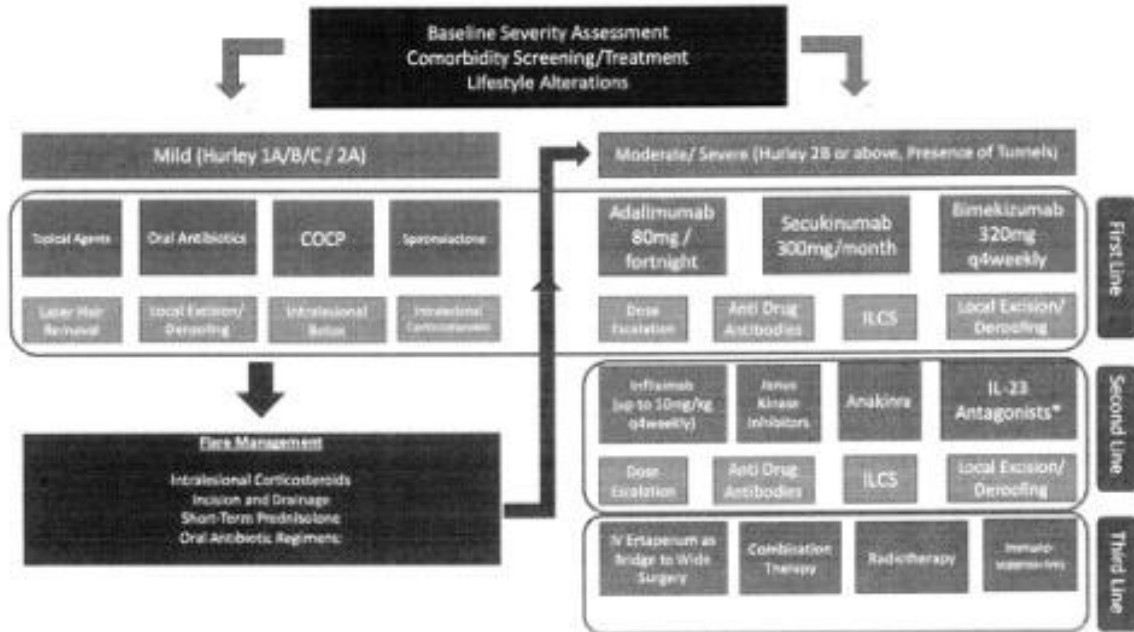 Baseline Severity Assessment
Comorbidity Screening/Treatment
Lifestyle Alterations
Mild (Hurley 1A/B/C / 2A)
Moderate/ Severe (Hurley 2B or above, Presence of Tunnels)
Topical Agents
Oral Antibiotics
COCP
Spironolactone
Laser Hair
Removal
Local Excision/
Deroofing
Intralesional
Botox
Intralesional
Corticosteroids
Adalimumab
80mg /
fortnight
Secukinumab
300mg/month
Bimekizumab
320mg
q4weekly
Dose
Escalation
Anti Drug
Antibodies
ILCS
Local Excision/
Deroofing
First Line
Flare Management
Intralesional Corticosteroids
Incision and Drainage
Short-Term Prednisolone
Oral Antibiotic Regimens
Infliximab
(up to 10mg/kg
q4weekly)
Janus
Kinase
Inhibitors
Anakinra
IL-23
Antagonists*
Dose
Escalation
Anti Drug
Antibodies
ILCS
Local Excision/
Deroofing
Second Line
IV Ertapenum as
Bridge to Wide
Surgery
Combination
Therapy
Radiotherapy
Third Line